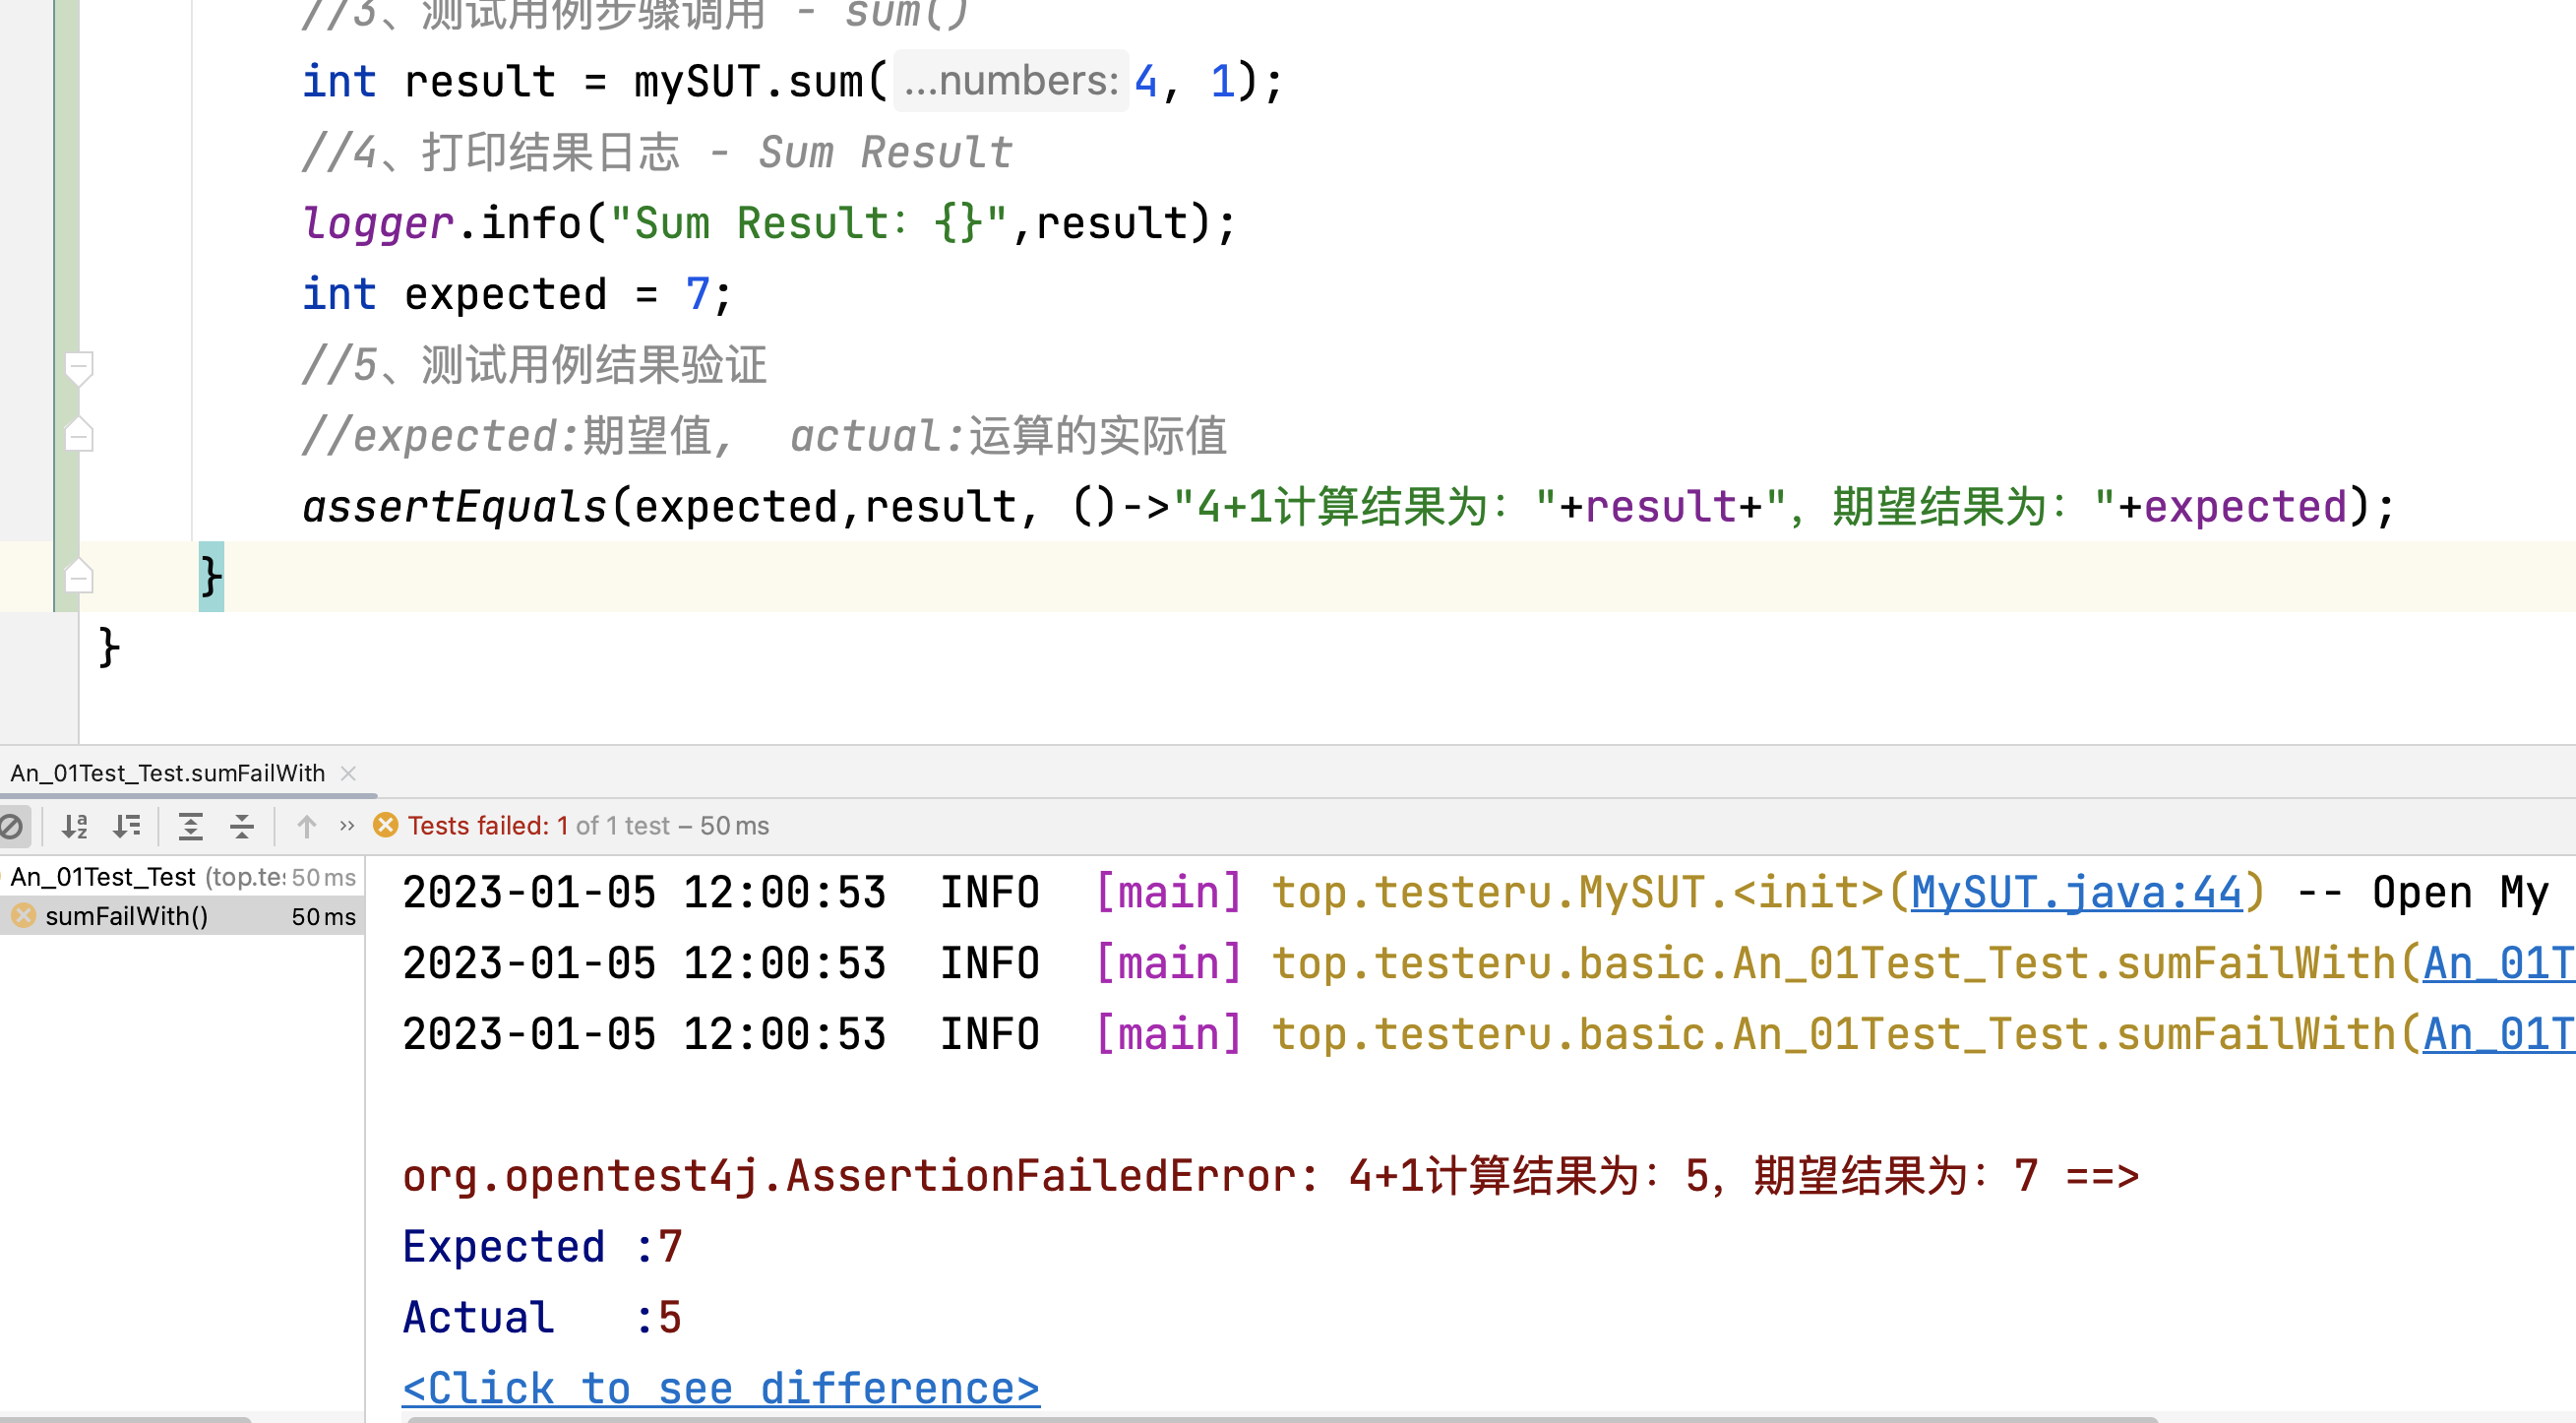 //3、测试用例步骤调用 - sum()
int result = mySUT.sum( ...numbers: 4, 1);
//4、打印结果日志 - Sum Result
logger.info("Sum Result: {}",result);
int expected = 7;
//5、测试用例结果验证
//expected:期望值, actual:运算的实际值
assertEquals(expected,result, ()->"4+1计算结果为: "+result+", 期望结果为: "+expected);
}
}
An_01Test_Test.sumFailWith
Tests failed: 1 of 1 test – 50 ms
An_01Test_Test (top.tes 50 ms
sumFailWith() 50 ms
2023-01-05 12:00:53 INFO [main] top.testeru.MySUT.<init>(MySUT.java:44) -- Open My
2023-01-05 12:00:53 INFO [main] top.testeru.basic.An_01Test_Test.sumFailWith(An_01T
2023-01-05 12:00:53 INFO [main] top.testeru.basic.An_01Test_Test.sumFailWith(An_01T
org.opentest4j.AssertionFailedError: 4+1计算结果为: 5, 期望结果为: 7 ==>
Expected :7
Actual :5
<Click to see difference>